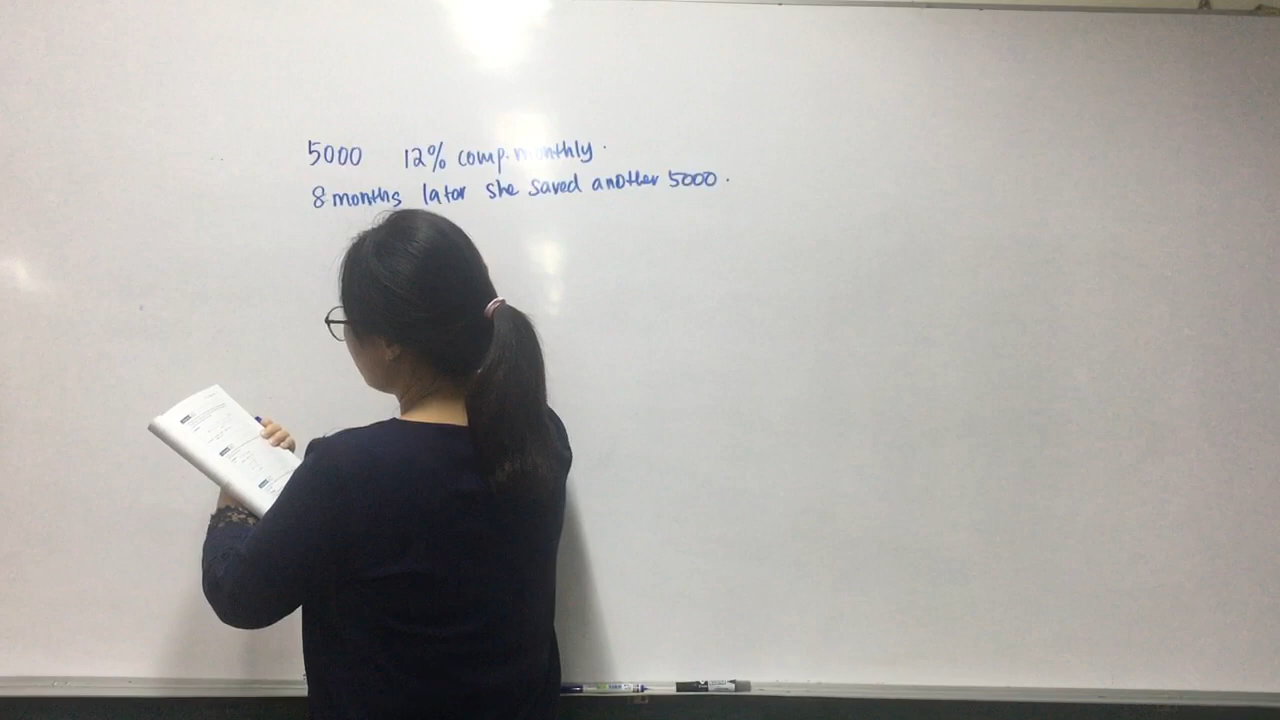 5000 12% comp. monthly.
8 months later she saved another 5000.